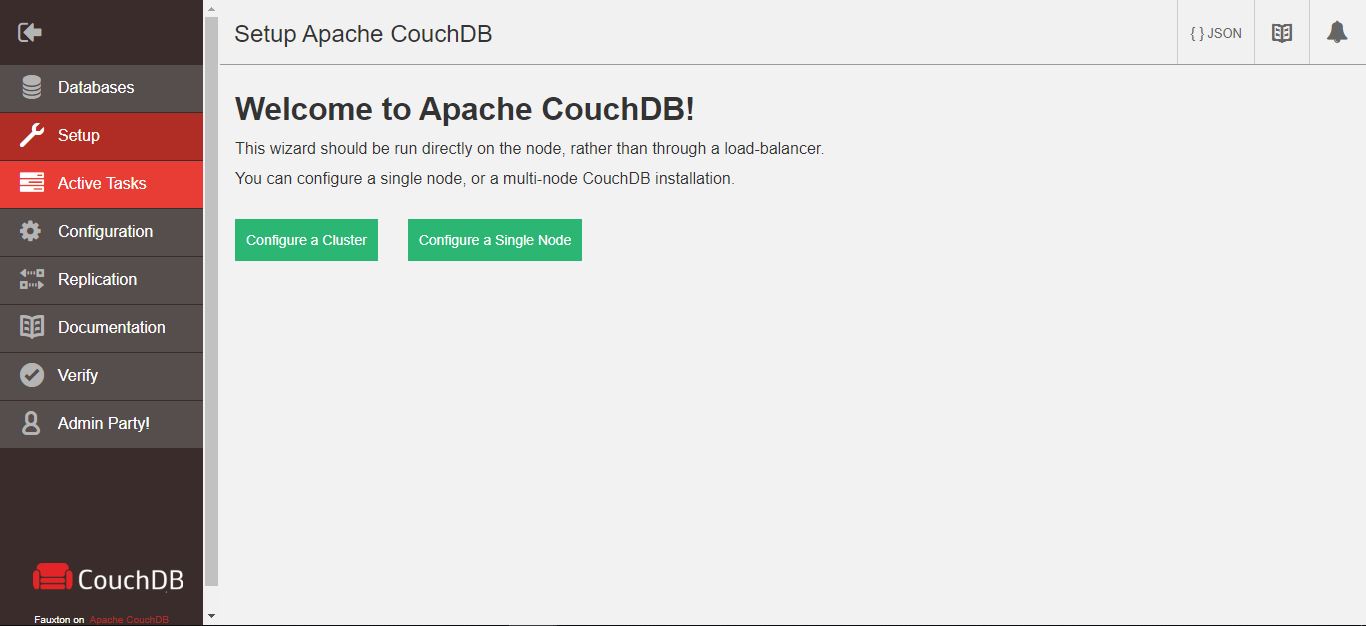 Setup Apache CouchDB
{ } JSON
Databases
Setup
Active Tasks
Configuration
Replication
Documentation
Verify
Admin Party!
CouchDB
Fauxton on Apache CouchDB
Welcome to Apache CouchDB!
This wizard should be run directly on the node, rather than through a load-balancer.
You can configure a single node, or a multi-node CouchDB installation.
Configure a Cluster
Configure a Single Node